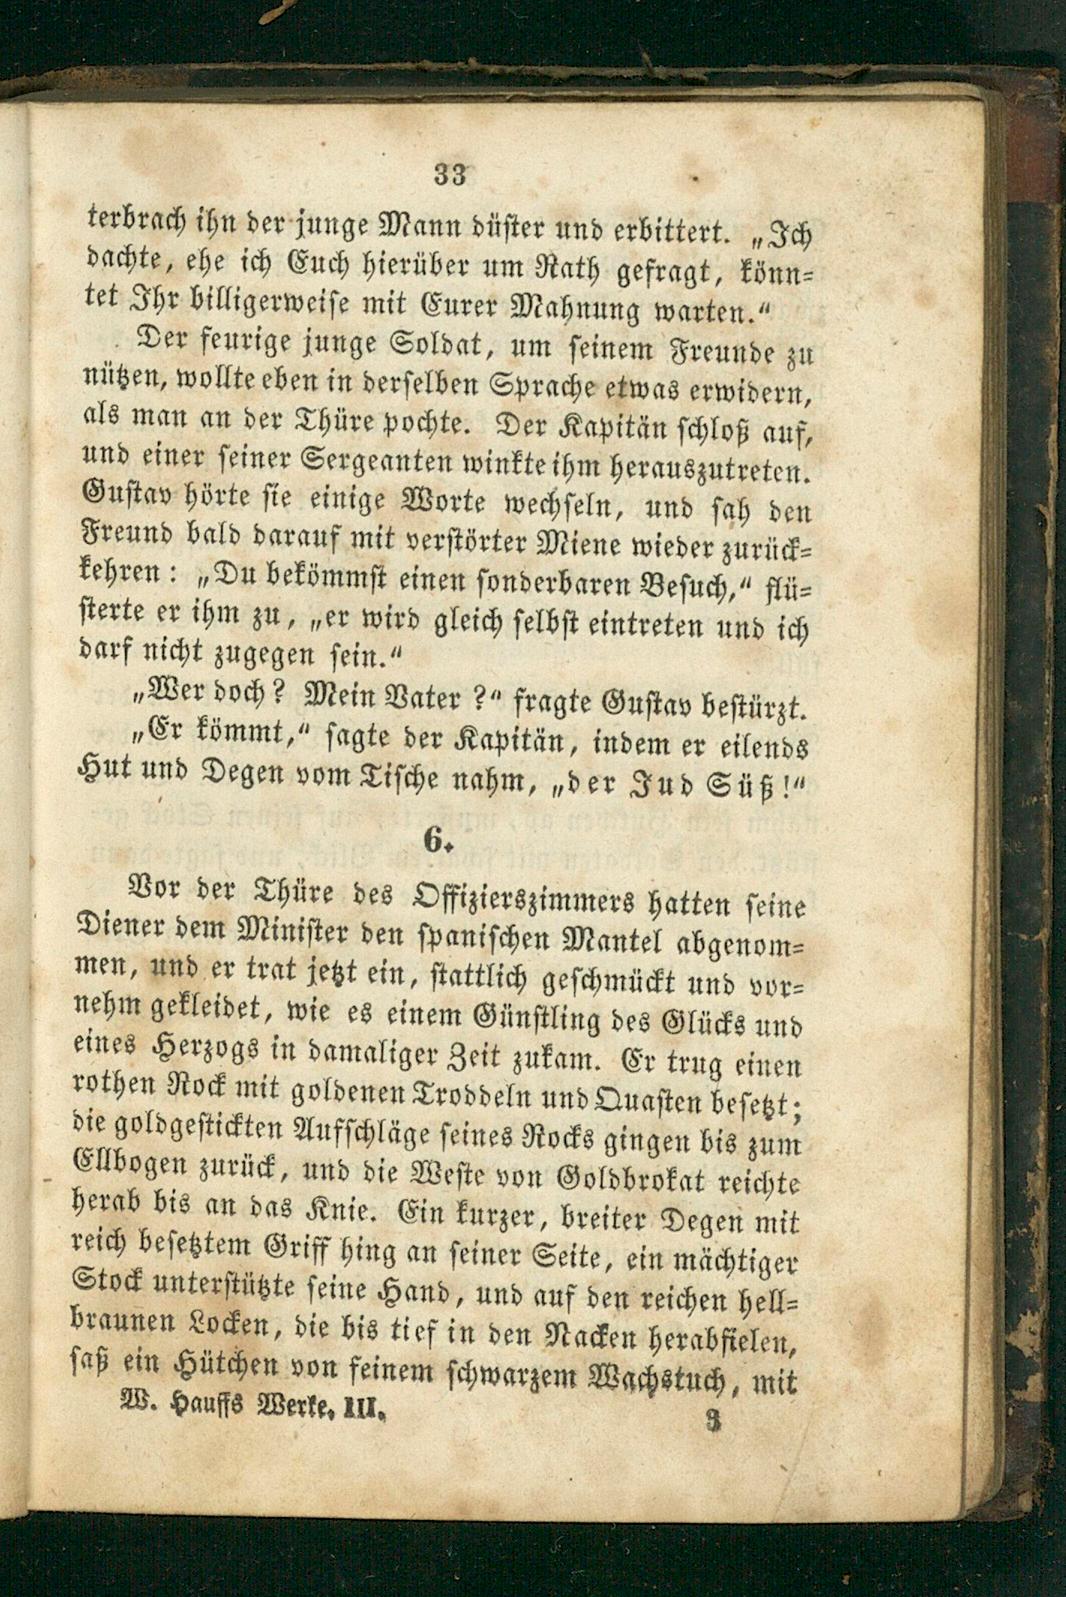 33
terbrach ihn der junge Mann düster und erbittert. „Ich
dachte, ehe ich Euch hierüber um Rath gefragt, könn=
tet Ihr billigerweise mit Eurer Mahnung warten.“
Der feurige junge Soldat, um seinem Freunde zu
nützen, wollte eben in derselben Sprache etwas erwidern,
als man an der Thüre pochte. Der Kapitän schloß auf,
und einer seiner Sergeanten winkte ihm herauszutreten.
Gustav hörte sie einige Worte wechseln, und sah den
Freund bald darauf mit verstörter Miene wieder zurück=
kehren: „Du bekömmst einen sonderbaren Besuch,“ flü=
sterte er ihm zu, „er wird gleich selbst eintreten und ich
darf nicht zugegen sein.“
„Wer doch? Mein Vater?“ fragte Gustav bestürzt.
„Er kömmt,“ sagte der Kapitän, indem er eilends
Hut und Degen vom Tische nahm, „der Jud Süß!“
6.
Vor der Thüre des Offizierszimmers hatten seine
Diener dem Minister den spanischen Mantel abgenom=
men, und er trat jetzt ein, stattlich geschmückt und vor=
nehm gekleidet, wie es einem Günstling des Glücks und
eines Herzogs in damaliger Zeit zukam. Er trug einen
rothen Rock mit goldenen Troddeln und Quasten besetzt;
die goldgestickten Aufschläge seines Rocks gingen bis zum
Ellbogen zurück, und die Weste von Goldbrokat reichte
herab bis an das Knie. Ein kurzer, breiter Degen mit
reich besetztem Griff hing an seiner Seite, ein mächtiger
Stock unterstützte seine Hand, und auf den reichen hell=
braunen Locken, die bis tief in den Nacken herabfielen,
saß ein Hütchen von feinem schwarzem Wachstuch, mit
W. Hauffs Werke. III.
3